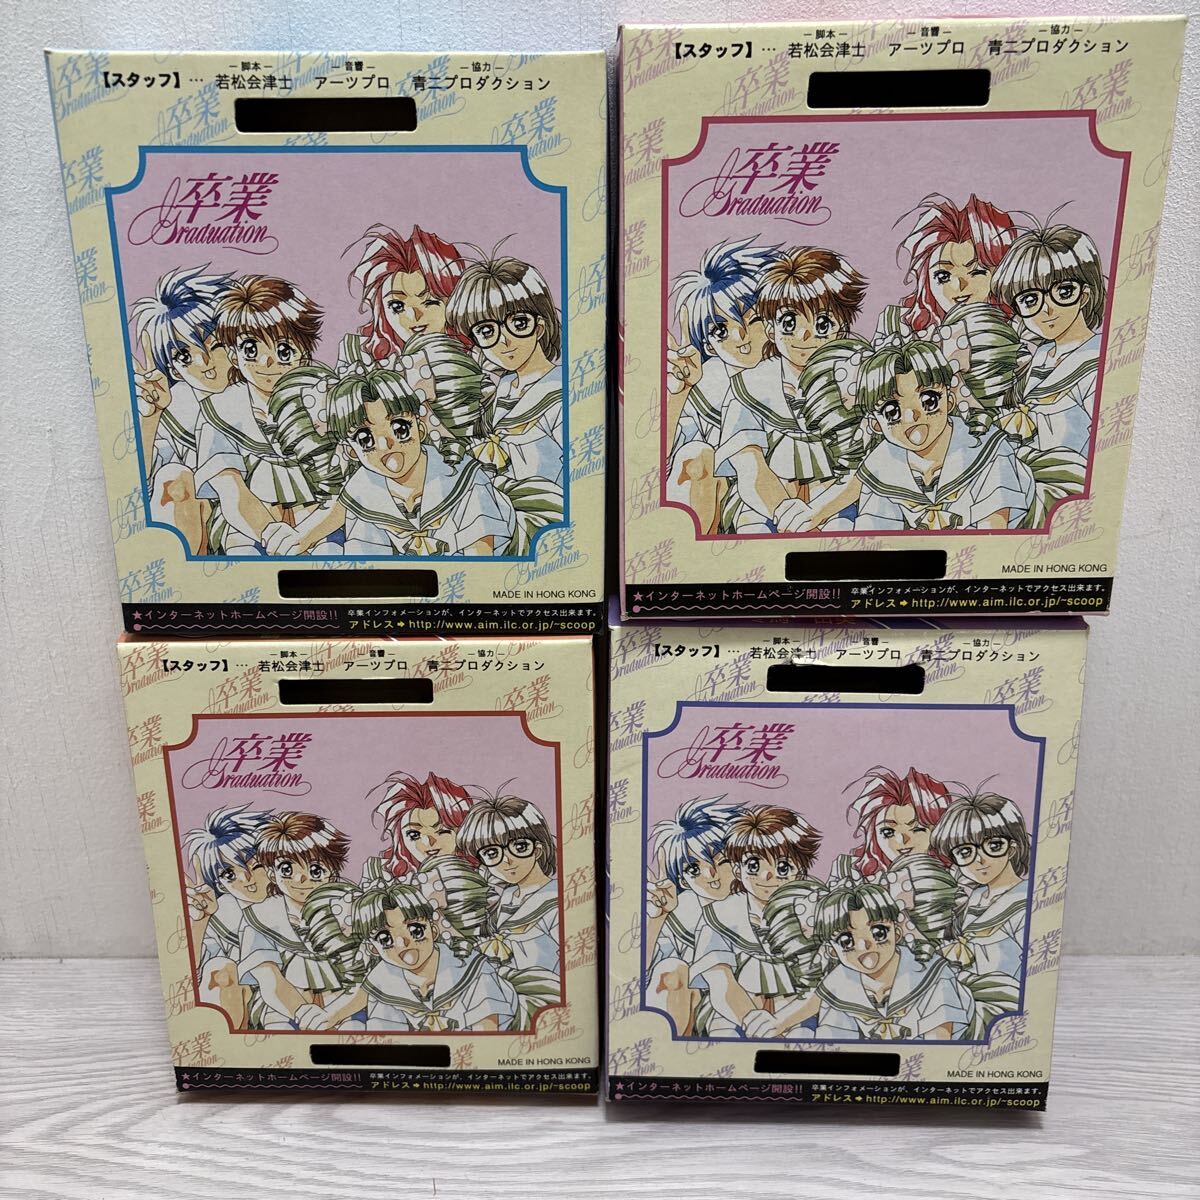 －脚本－ －音響－ －協力－
【スタッフ】… 若松会津士 アーツプロ 青二プロダクション
卒業
Graduation
MADE IN HONG KONG
★インターネットホームページ開設!! 卒業インフォメーションが、インターネットでアクセス出来ます。
アドレス➡http://www.aim.ilc.or.jp/~scoop
－脚本－ －音響－ －協力－
【スタッフ】… 若松会津士 アーツプロ 青二プロダクション
卒業
Graduation
MADE IN HONG KONG
★インターネットホームページ開設!! 卒業インフォメーションが、インターネットでアクセス出来ます。
アドレス➡http://www.aim.ilc.or.jp/~scoop
－脚本－ －音響－ －協力－
【スタッフ】… 若松会津士 アーツプロ 青二プロダクション
卒業
Graduation
MADE IN HONG KONG
★インターネットホームページ開設!! 卒業インフォメーションが、インターネットでアクセス出来ます。
アドレス➡http://www.aim.ilc.or.jp/~scoop
－脚本－ －音響－ －協力－
【スタッフ】… 若松会津士 アーツプロ 青二プロダクション
卒業
Graduation
MADE IN HONG KONG
★インターネットホームページ開設!! 卒業インフォメーションが、インターネットでアクセス出来ます。
アドレス➡http://www.aim.ilc.or.jp/~scoop